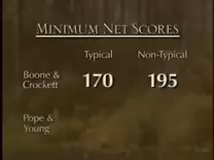 MINIMUM NET SCORES
Typical Non-Typical
Boone & Crockett 170 195
Pope & Young